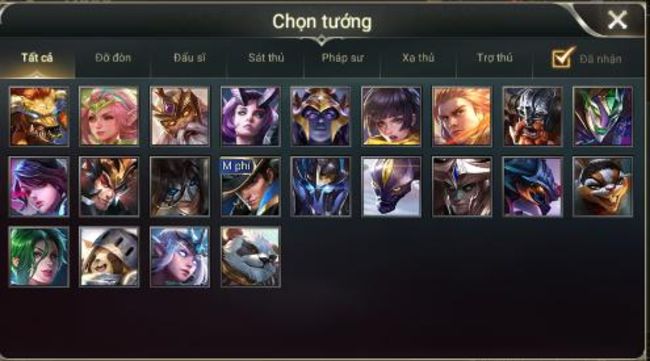 Chọn tướng
Tất cả Đỡ đòn Đấu sĩ Sát thủ Pháp sư Xạ thủ Trợ thủ Đã nhận
M phí